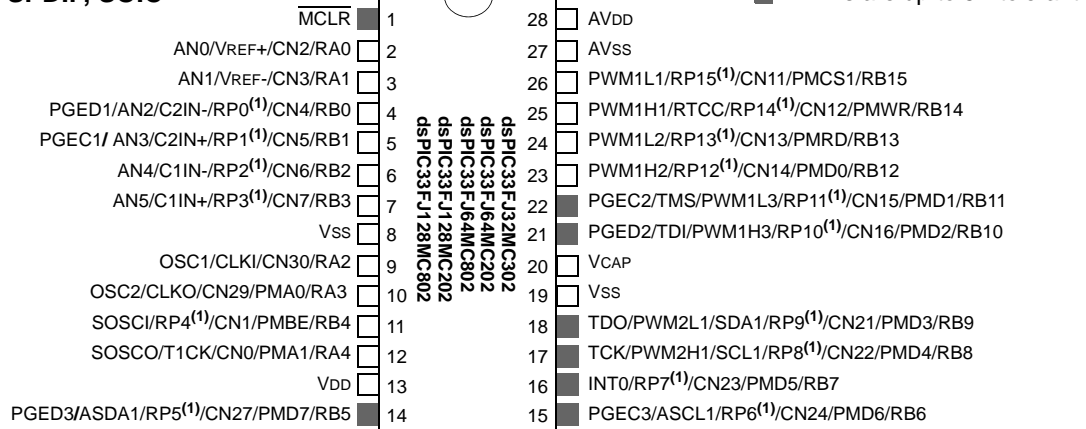 MCLR 1
AN0/VREF+/CN2/RA0 2
AN1/VREF-/CN3/RA1 3
PGED1/AN2/C2IN-/RP0(1)/CN4/RB0 4
PGEC1/ AN3/C2IN+/RP1(1)/CN5/RB1 5
AN4/C1IN-/RP2(1)/CN6/RB2 6
AN5/C1IN+/RP3(1)/CN7/RB3 7
VSS 8
OSC1/CLKI/CN30/RA2 9
OSC2/CLKO/CN29/PMA0/RA3 10
SOSCI/RP4(1)/CN1/PMBE/RB4 11
SOSCO/T1CK/CN0/PMA1/RA4 12
VDD 13
PGED3/ASDA1/RP5(1)/CN27/PMD7/RB5 14
dsPIC33FJ32MC302
dsPIC33FJ64MC202
dsPIC33FJ64MC802
dsPIC33FJ128MC202
dsPIC33FJ128MC802
28 AVDD
27 AVSS
26 PWM1L1/RP15(1)/CN11/PMCS1/RB15
25 PWM1H1/RTCC/RP14(1)/CN12/PMWR/RB14
24 PWM1L2/RP13(1)/CN13/PMRD/RB13
23 PWM1H2/RP12(1)/CN14/PMD0/RB12
22 PGEC2/TMS/PWM1L3/RP11(1)/CN15/PMD1/RB11
21 PGED2/TDI/PWM1H3/RP10(1)/CN16/PMD2/RB10
20 VCAP
19 VSS
18 TDO/PWM2L1/SDA1/RP9(1)/CN21/PMD3/RB9
17 TCK/PWM2H1/SCL1/RP8(1)/CN22/PMD4/RB8
16 INT0/RP7(1)/CN23/PMD5/RB7
15 PGEC3/ASCL1/RP6(1)/CN24/PMD6/RB6